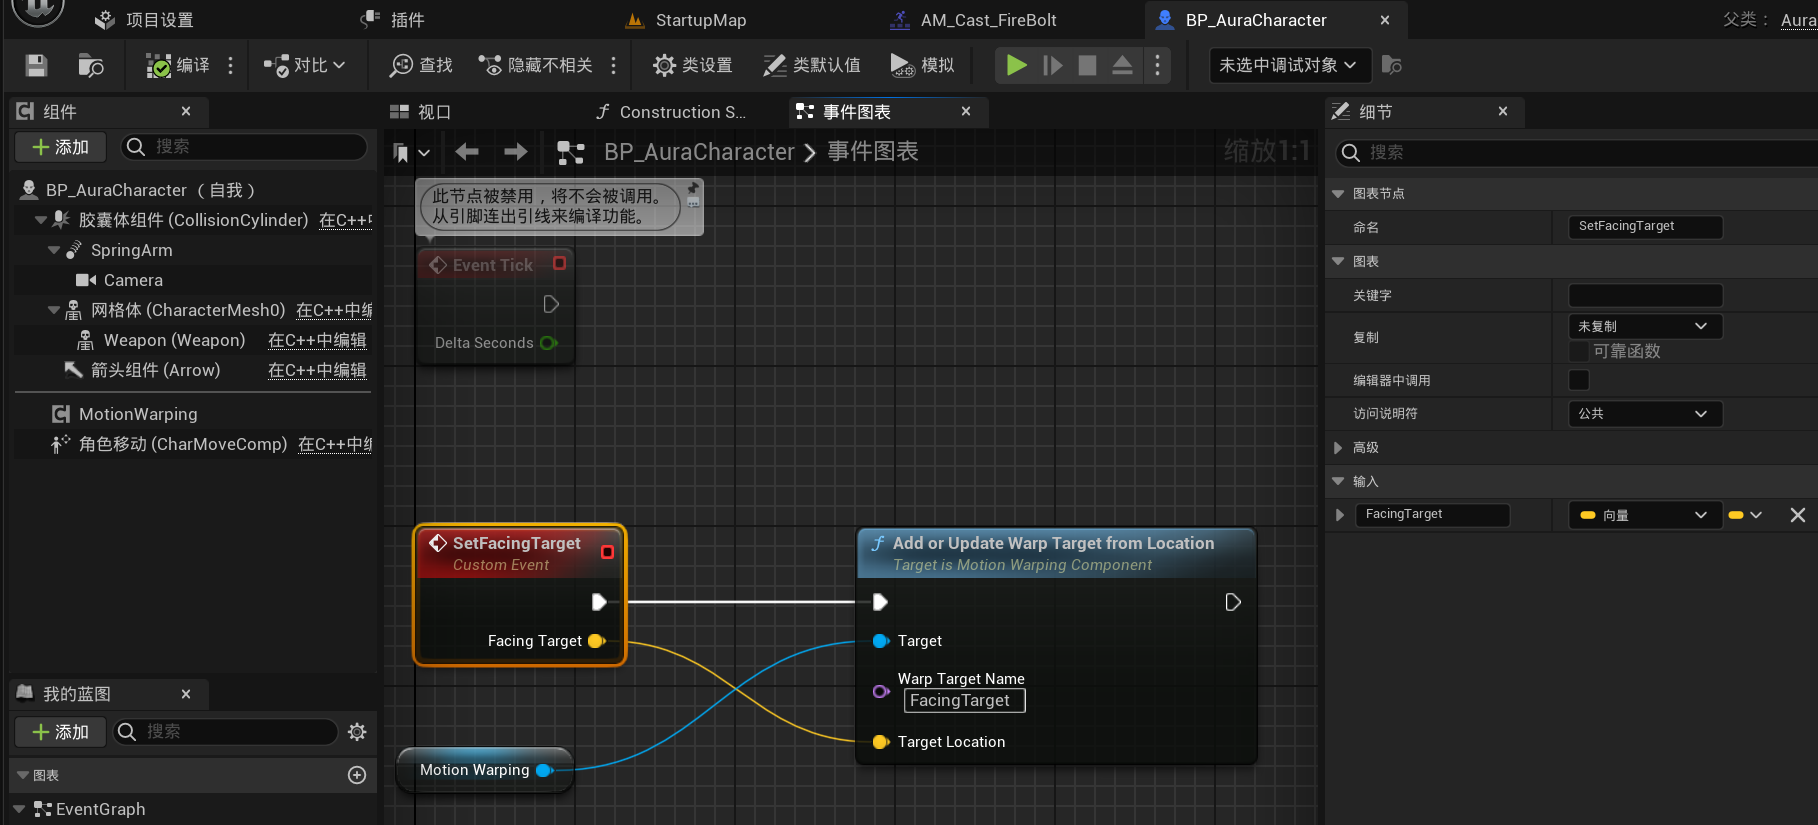 项目设置
插件
StartupMap
AM_Cast_FireBolt
BP_AuraCharacter
父类：
Aura
编译
对比
查找
隐藏不相关
类设置
类默认值
模拟
未选中调试对象
组件
视口
Construction S...
事件图表
细节
添加
搜索
BP_AuraCharacter
事件图表
缩放1:1
搜索
BP_AuraCharacter （自我）
胶囊体组件 (CollisionCylinder)
在C++中
SpringArm
Camera
网格体 (CharacterMesh0)
在C++中编
Weapon (Weapon)
在C++中编辑
箭头组件 (Arrow)
在C++中编辑
MotionWarping
角色移动 (CharMoveComp)
在C++中编
此节点被禁用，将不会被调用。
从引脚连出引线来编译功能。
Event Tick
Delta Seconds
SetFacingTarget
Custom Event
Facing Target
Motion Warping
Add or Update Warp Target from Location
Target is Motion Warping Component
Target
Warp Target Name
FacingTarget
Target Location
图表节点
命名
SetFacingTarget
图表
关键字
复制
未复制
可靠函数
编辑器中调用
访问说明符
公共
高级
输入
FacingTarget
向量
我的蓝图
添加
搜索
图表
EventGraph